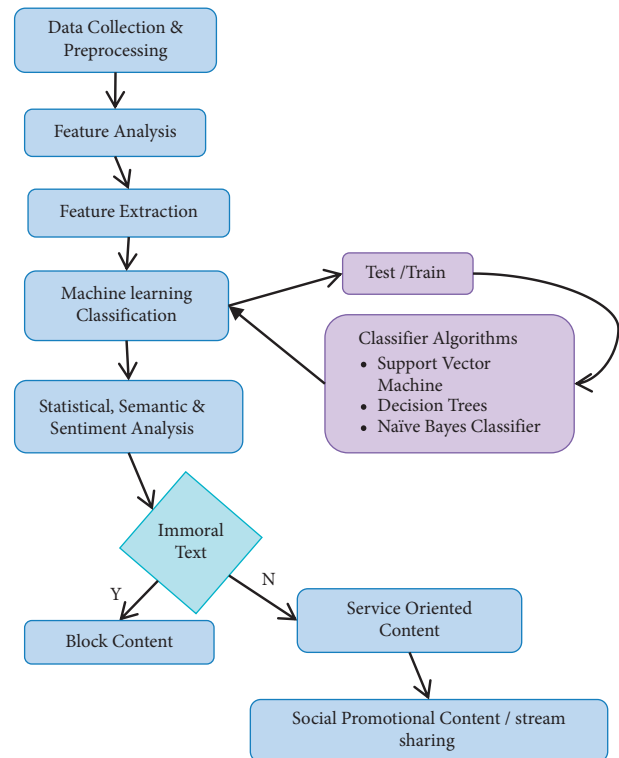 Data Collection &
Preprocessing
Feature Analysis
Feature Extraction
Machine learning
Classification
Test /Train
Classifier Algorithms
• Support Vector
Machine
• Decision Trees
• Naïve Bayes Classifier
Statistical, Semantic &
Sentiment Analysis
Immoral
Text
Y
N
Block Content
Service Oriented
Content
Social Promotional Content / stream
sharing